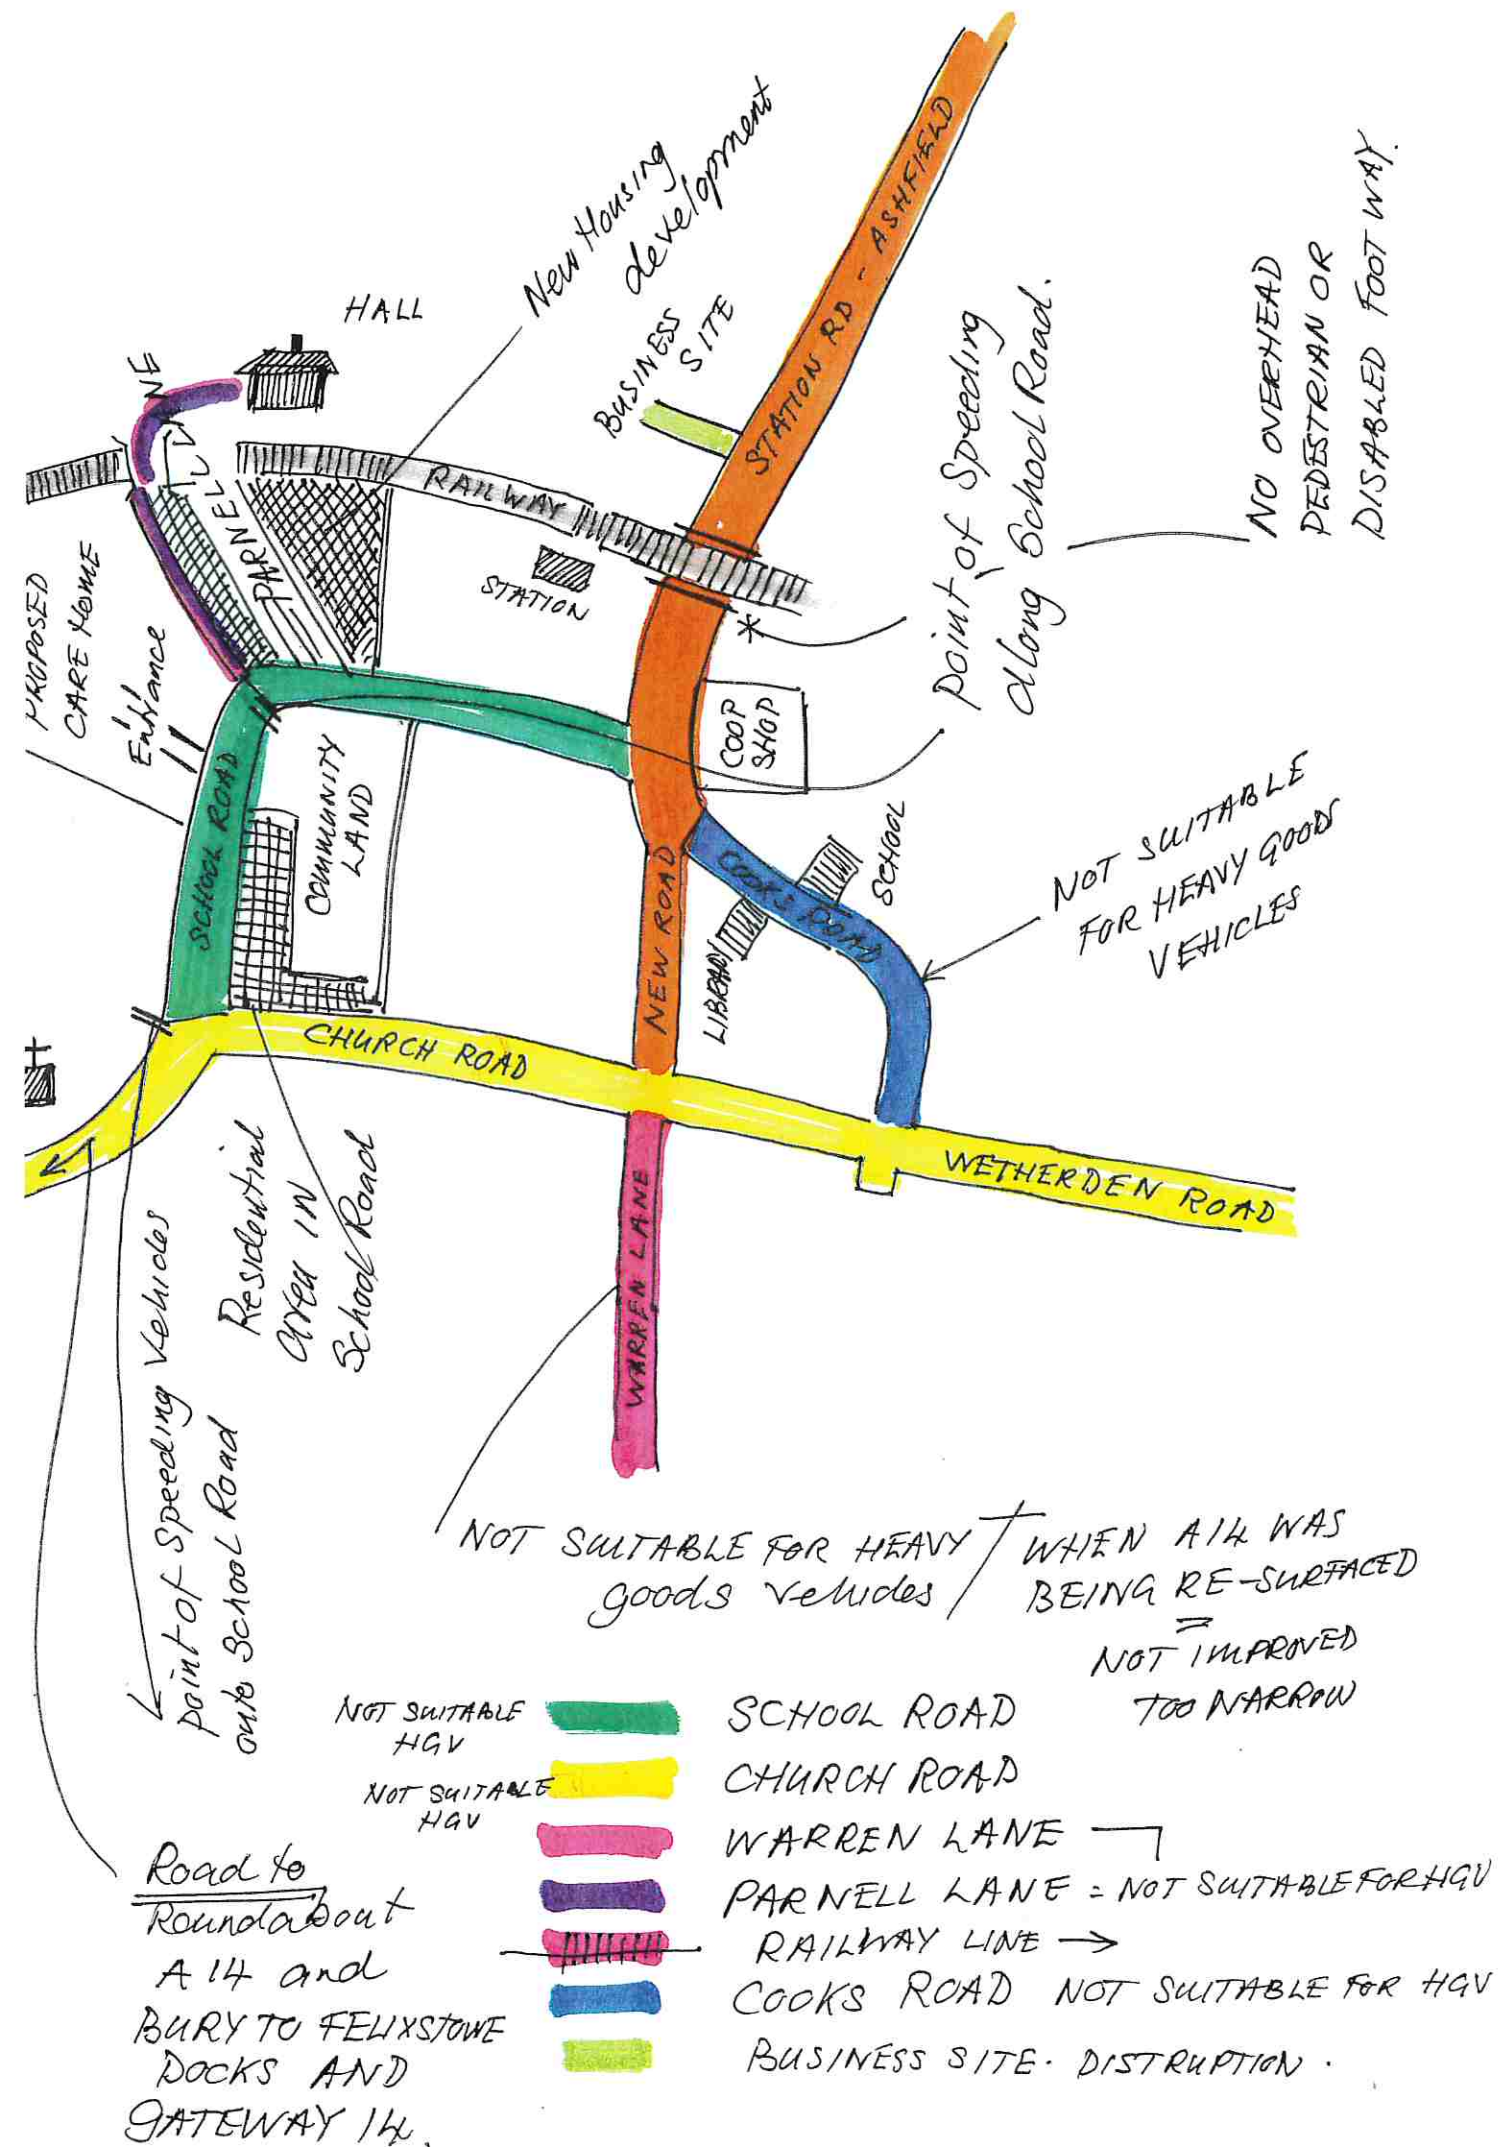 HALL
New Housing
development
BUSINESS
SITE
STATION RD - ASHFIELD
NO OVERHEAD
PEDESTRIAN OR
DISABLED FOOT WAY.
point of Speeding
along School Road.
RAILWAY
STATION
PARNELL
LANE
PROPOSED
CARE Home
Entrance
COOP
SHOP
SCHOOL ROAD
COMMUNITY
LAND
NEW ROAD
COOKS ROAD
SCHOOL
LIBRARY
NOT SUITABLE
FOR HEAVY GOODS
VEHICLES
CHURCH ROAD
WETHERDEN ROAD
WARREN LANE
Residential
area IN
School Road
point of Speeding Vehicles
onto School Road
NOT SUITABLE FOR HEAVY
goods vehicles
WHEN A14 WAS
BEING RE-SURFACED
=
NOT IMPROVED
TOO NARROW
NOT SUITABLE
HGV
SCHOOL ROAD
NOT SUITABLE
HGV
CHURCH ROAD
WARREN LANE
PARNELL LANE = NOT SUITABLE FOR HGV
RAILWAY LINE →
COOKS ROAD NOT SUITABLE FOR HGV
BUSINESS SITE. DISTRUPTION.
Road to
Roundabout
A14 and
BURY TO FELIXSTOWE
DOCKS AND
GATEWAY 14.